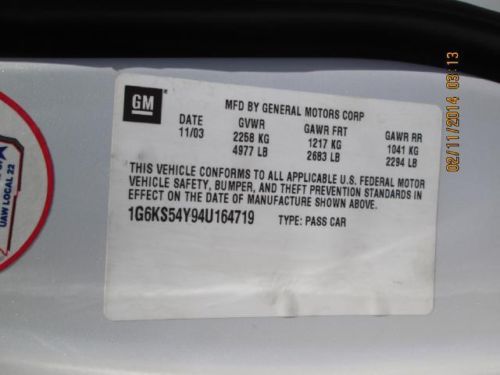 GM
MFD BY GENERAL MOTORS CORP
DATE GVWR GAWR FRT GAWR RR
11/03 2258 KG 1217 KG 1041 KG
4977 LB 2683 LB 2294 LB
THIS VEHICLE CONFORMS TO ALL APPLICABLE U.S. FEDERAL MOTOR
VEHICLE SAFETY, BUMPER, AND THEFT PREVENTION STANDARDS IN
EFFECT ON THE DATE OF MANUFACTURE SHOWN ABOVE.
1G6KS54Y94U164719 TYPE: PASS CAR
UAW LOCAL 22
02/11/2014 03:13